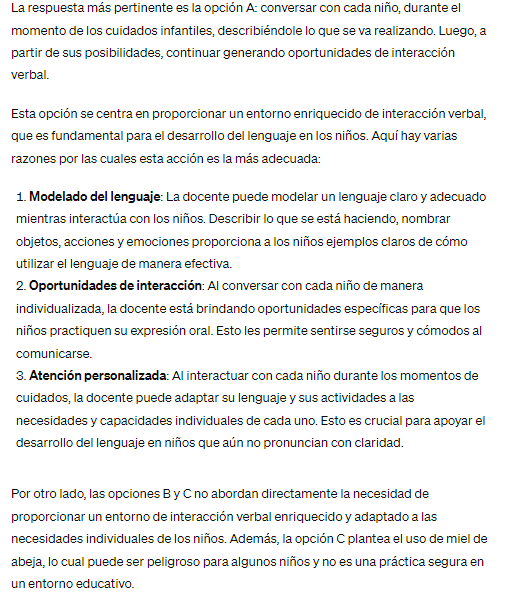 La respuesta más pertinente es la opción A: conversar con cada niño, durante el
momento de los cuidados infantiles, describiéndole lo que se va realizando. Luego, a
partir de sus posibilidades, continuar generando oportunidades de interacción
verbal.
Esta opción se centra en proporcionar un entorno enriquecido de interacción verbal,
que es fundamental para el desarrollo del lenguaje en los niños. Aquí hay varias
razones por las cuales esta acción es la más adecuada:
1. Modelado del lenguaje: La docente puede modelar un lenguaje claro y adecuado
mientras interactúa con los niños. Describir lo que se está haciendo, nombrar
objetos, acciones y emociones proporciona a los niños ejemplos claros de cómo
utilizar el lenguaje de manera efectiva.
2. Oportunidades de interacción: Al conversar con cada niño de manera
individualizada, la docente está brindando oportunidades específicas para que los
niños practiquen su expresión oral. Esto les permite sentirse seguros y cómodos al
comunicarse.
3. Atención personalizada: Al interactuar con cada niño durante los momentos de
cuidados, la docente puede adaptar su lenguaje y sus actividades a las
necesidades y capacidades individuales de cada uno. Esto es crucial para apoyar el
desarrollo del lenguaje en niños que aún no pronuncian con claridad.
Por otro lado, las opciones B y C no abordan directamente la necesidad de
proporcionar un entorno de interacción verbal enriquecido y adaptado a las
necesidades individuales de los niños. Además, la opción C plantea el uso de miel de
abeja, lo cual puede ser peligroso para algunos niños y no es una práctica segura en
un entorno educativo.